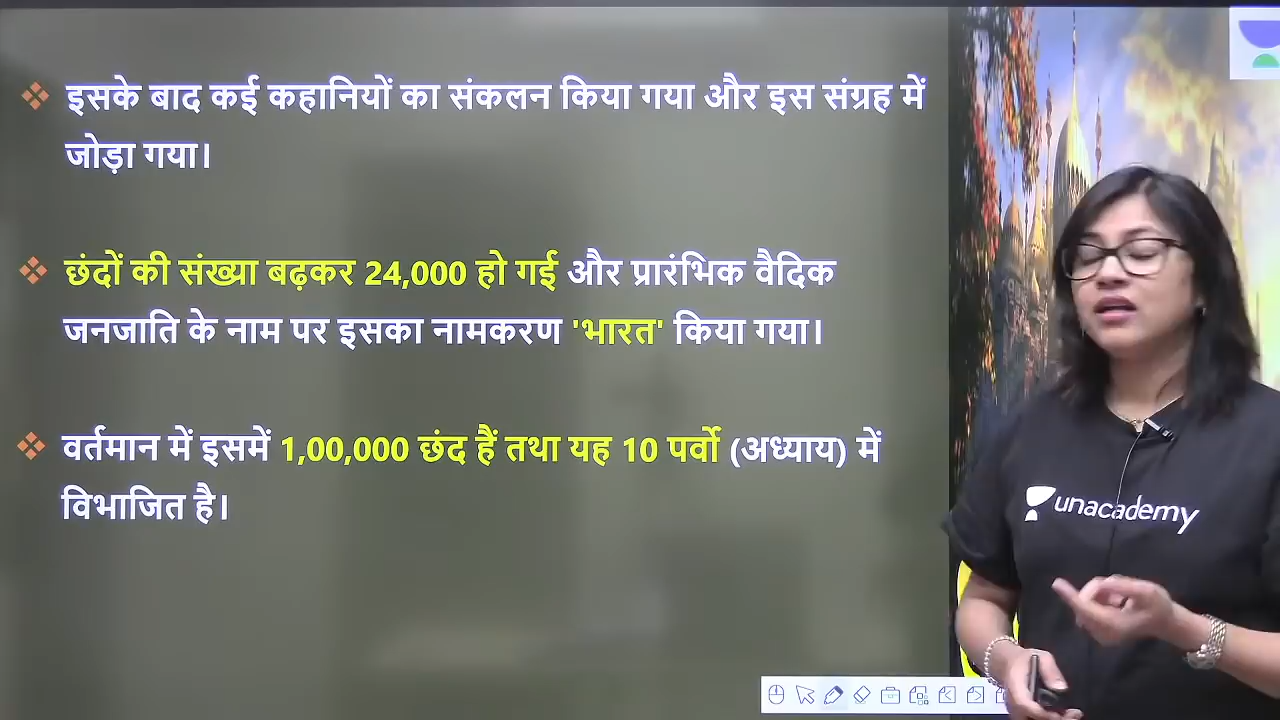 इसके बाद कई कहानियों का संकलन किया गया और इस संग्रह में
जोड़ा गया।
छंदों की संख्या बढ़कर 24,000 हो गई और प्रारंभिक वैदिक
जनजाति के नाम पर इसका नामकरण 'भारत' किया गया।
वर्तमान में इसमें 1,00,000 छंद हैं तथा यह 10 पर्वो (अध्याय) में
विभाजित है।
unacademy